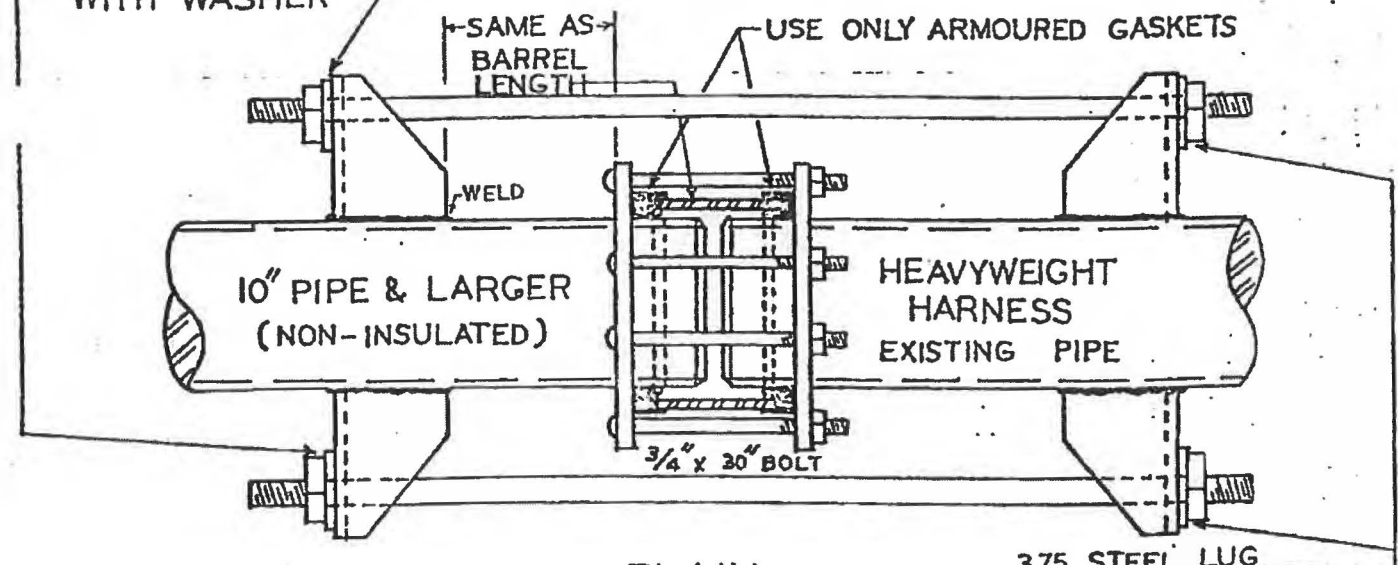 WITH WASHER
SAME AS
BARREL
LENGTH
USE ONLY ARMOURED GASKETS
WELD
10" PIPE & LARGER
(NON-INSULATED)
HEAVYWEIGHT
HARNESS
EXISTING PIPE
3/4" x 30" BOLT
375 STEEL LUG